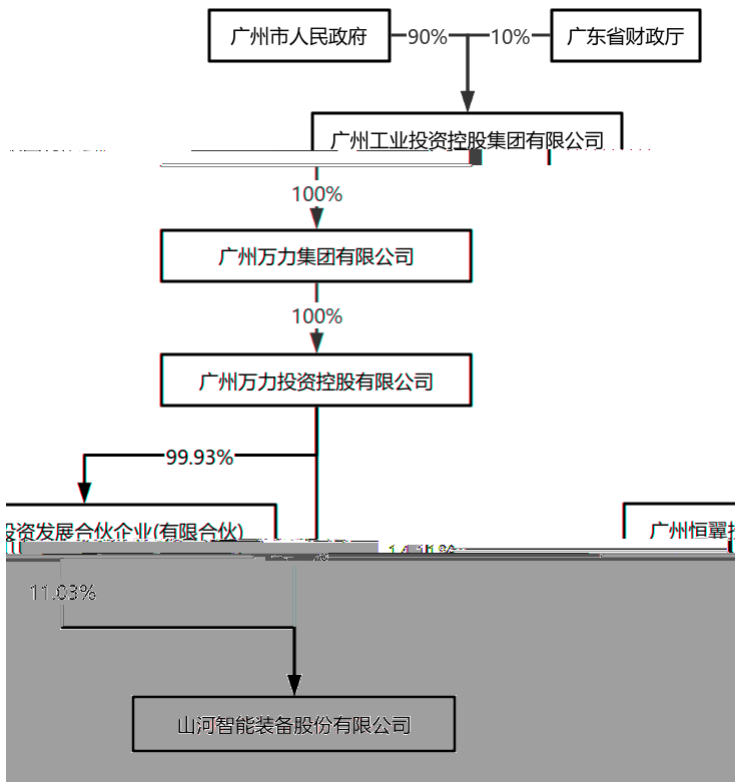 广州市人民政府
90%
10%
广东省财政厅
广州工业投资控股集团有限公司
100%
广州万力集团有限公司
100%
广州万力投资控股有限公司
99.93%
投资发展合伙企业(有限合伙)
广州恒翼
11.03%
山河智能装备股份有限公司